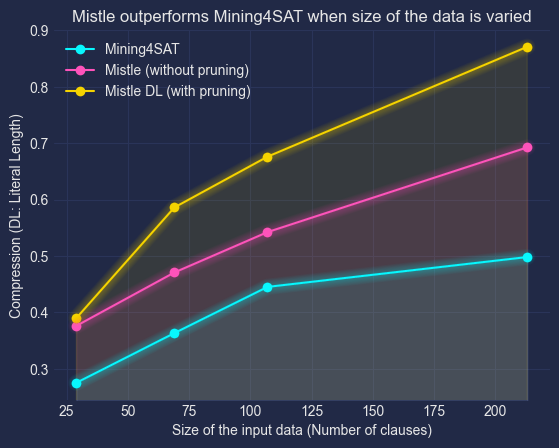 Mistle outperforms Mining4SAT when size of the data is varied
Mining4SAT
Mistle (without pruning)
Mistle DL (with pruning)
Compression (DL: Literal Length)
0.9
0.8
0.7
0.6
0.5
0.4
0.3
25 50 75 100 125 150 175 200
Size of the input data (Number of clauses)